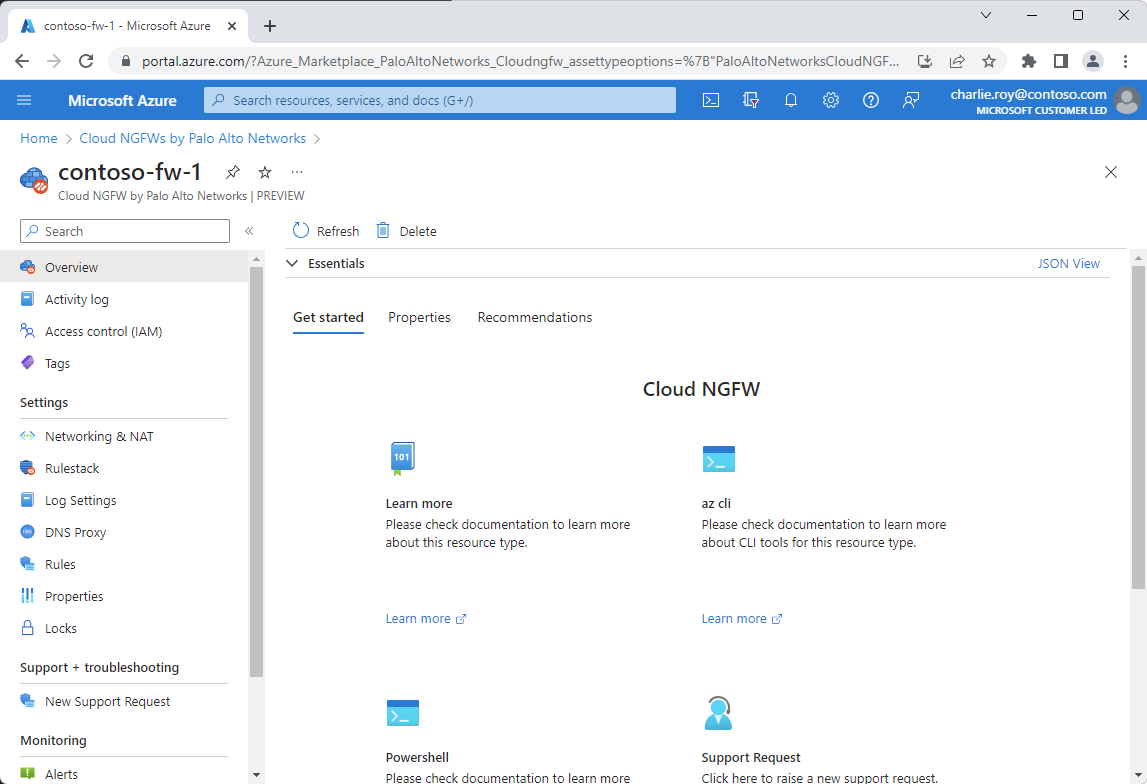 contoso-fw-1 - Microsoft Azure
portal.azure.com/?Azure_Marketplace_PaloAltoNetworks_Cloudngfw_assettypeoptions=%7B"PaloAltoNetworksCloudNGF...
Microsoft Azure
Search resources, services, and docs (G+/)
charlie.roy@contoso.com
MICROSOFT CUSTOMER LED
Home > Cloud NGFWs by Palo Alto Networks >
contoso-fw-1
...
Cloud NGFW by Palo Alto Networks | PREVIEW
Search
«
Refresh
Delete
Essentials
JSON View
Overview
Activity log
Access control (IAM)
Tags
Settings
Networking & NAT
Rulestack
Log Settings
DNS Proxy
Rules
Properties
Locks
Support + troubleshooting
New Support Request
Monitoring
Alerts
Get started
Properties
Recommendations
Cloud NGFW
101
Learn more
Please check documentation to learn more
about this resource type.
Learn more
az cli
Please check documentation to learn more
about CLI tools for this resource type.
Learn more
Powershell
Please check documentation to learn more
Support Request
Click here to raise a new support request.